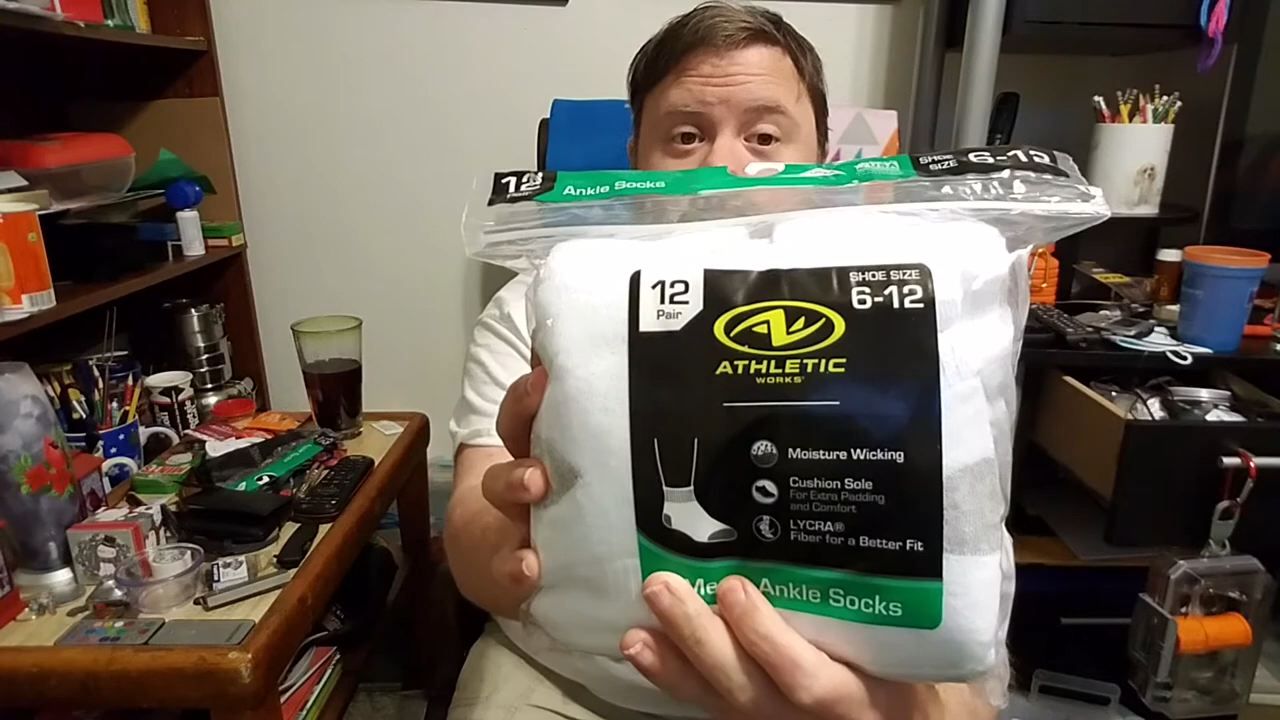 12
Pair
Ankle Socks
SHOE
SIZE
6-12
12
Pair
SHOE SIZE
6-12
ATHLETIC
WORKS
Moisture Wicking
Cushion Sole
For Extra Padding
and Comfort
LYCRA®
Fiber for a Better Fit
Ankle Socks